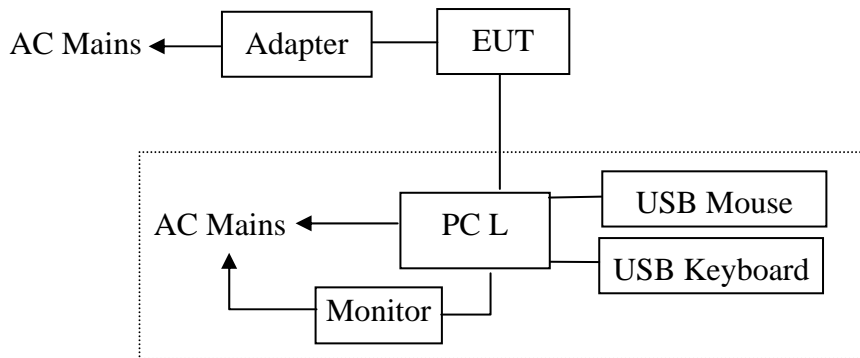 AC Mains
Adapter
EUT
AC Mains
PC L
USB Mouse
USB Keyboard
Monitor